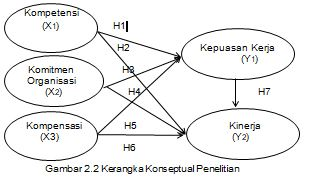 Kompetensi
(X1)
H1
H2
Kepuasan Kerja
(Y1)
Komitmen
Organisasi
(X2)
H3
H4
H7
Kompensasi
(X3)
H5
H6
Kinerja
(Y2)
Gambar 2.2 Kerangka Konseptual Penelitian